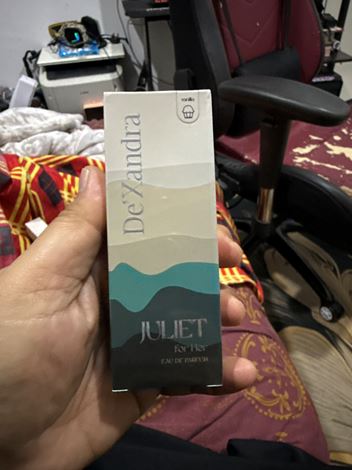 vanilla
De'Xandra
JULIET
for Her
EAU DE PARFUM